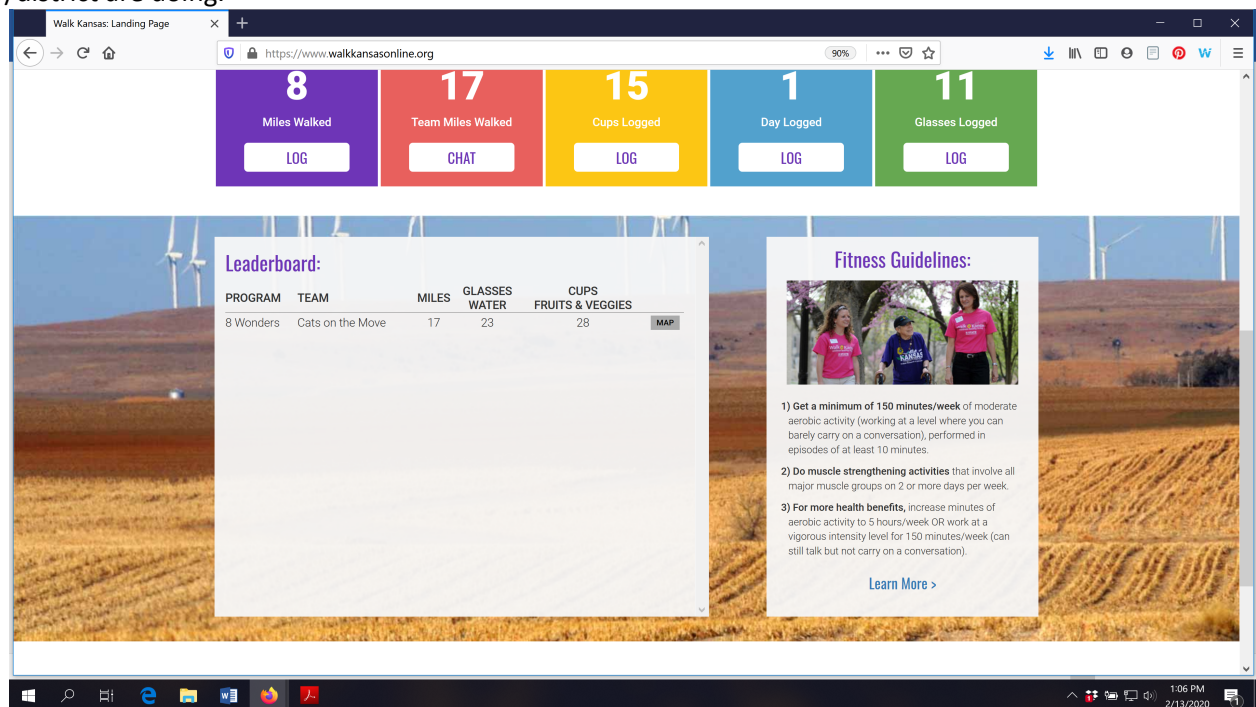 district are doing.
Walk Kansas: Landing Page
https://www.walkkansasonline.org
90%
8
Miles Walked
LOG
17
Team Miles Walked
CHAT
15
Cups Logged
LOG
1
Day Logged
LOG
11
Glasses Logged
LOG
Leaderboard:
PROGRAM TEAM MILES GLASSES WATER CUPS FRUITS & VEGGIES
8 Wonders Cats on the Move 17 23 28 MAP
Fitness Guidelines:
KANSAS
1) Get a minimum of 150 minutes/week of moderate
aerobic activity (working at a level where you can
barely carry on a conversation), performed in
episodes of at least 10 minutes.
2) Do muscle strengthening activities that involve all
major muscle groups on 2 or more days per week.
3) For more health benefits, increase minutes of
aerobic activity to 5 hours/week OR work at a
vigorous intensity level for 150 minutes/week (can
still talk but not carry on a conversation).
Learn More >
1:06 PM
2/13/2020